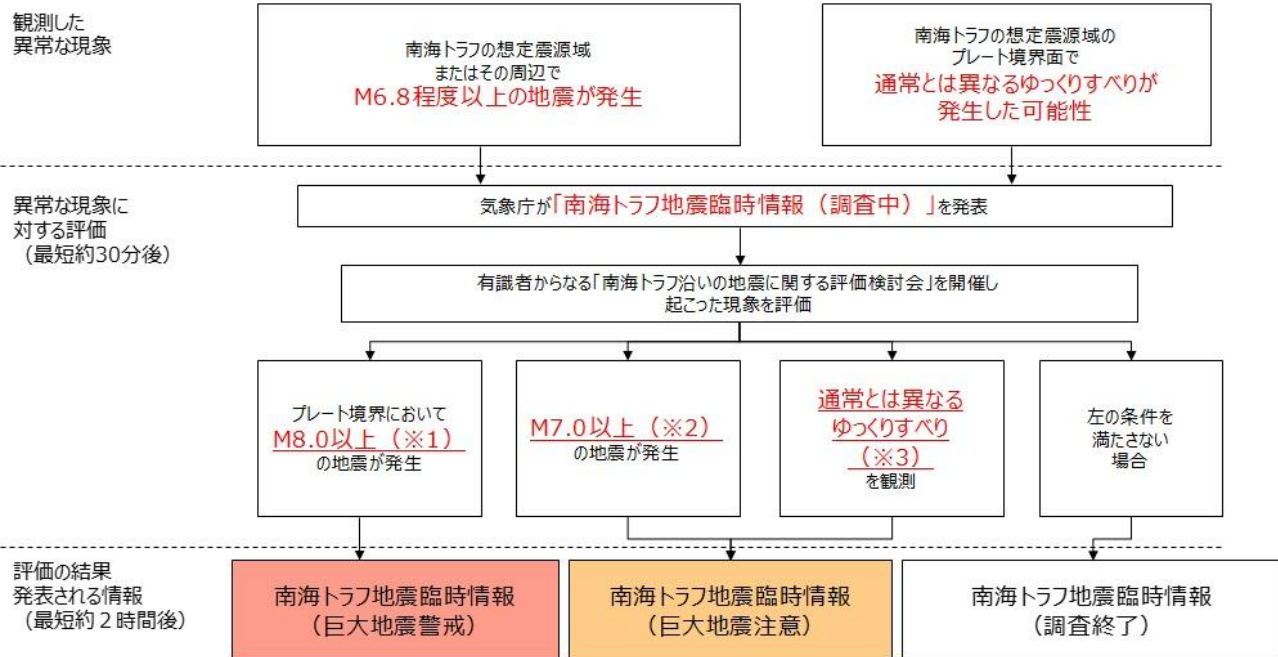 観測した
異常な現象
南海トラフの想定震源域
またはその周辺で
M6.8程度以上の地震が発生
南海トラフの想定震源域の
プレート境界面で
通常とは異なるゆっくりすべりが
発生した可能性
異常な現象に
対する評価
（最短約30分後）
気象庁が「南海トラフ地震臨時情報（調査中）」を発表
有識者からなる「南海トラフ沿いの地震に関する評価検討会」を開催し
起こった現象を評価
プレート境界において
M8.0以上（※1）
の地震が発生
M7.0以上（※2）
の地震が発生
通常とは異なる
ゆっくりすべり
（※3）
を観測
左の条件を
満たさない
場合
評価の結果
発表される情報
（最短約２時間後）
南海トラフ地震臨時情報
（巨大地震警戒）
南海トラフ地震臨時情報
（巨大地震注意）
南海トラフ地震臨時情報
（調査終了）